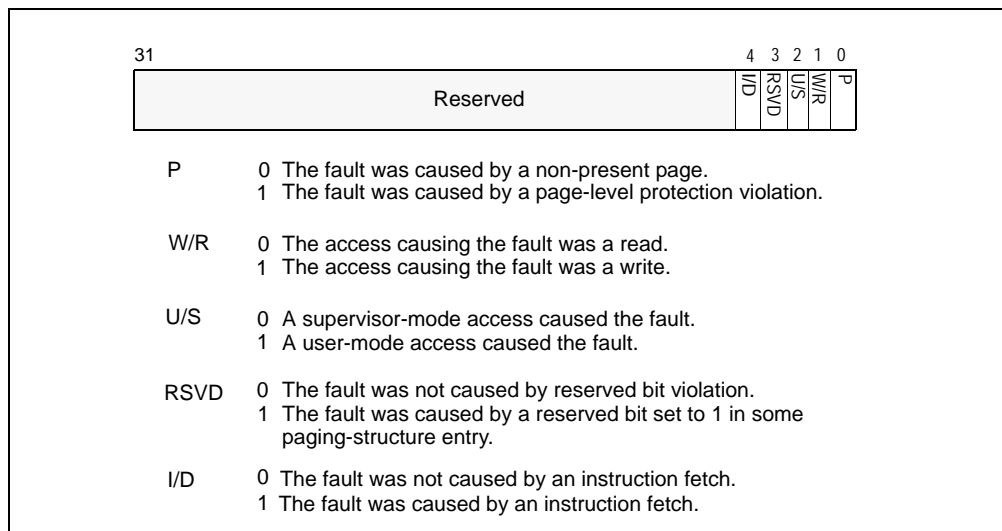 31 4 3 2 1 0
Reserved I/D RSVD U/S W/R P
P 0 The fault was caused by a non-present page.
1 The fault was caused by a page-level protection violation.
W/R 0 The access causing the fault was a read.
1 The access causing the fault was a write.
U/S 0 A supervisor-mode access caused the fault.
1 A user-mode access caused the fault.
RSVD 0 The fault was not caused by reserved bit violation.
1 The fault was caused by a reserved bit set to 1 in some
paging-structure entry.
I/D 0 The fault was not caused by an instruction fetch.
1 The fault was caused by an instruction fetch.